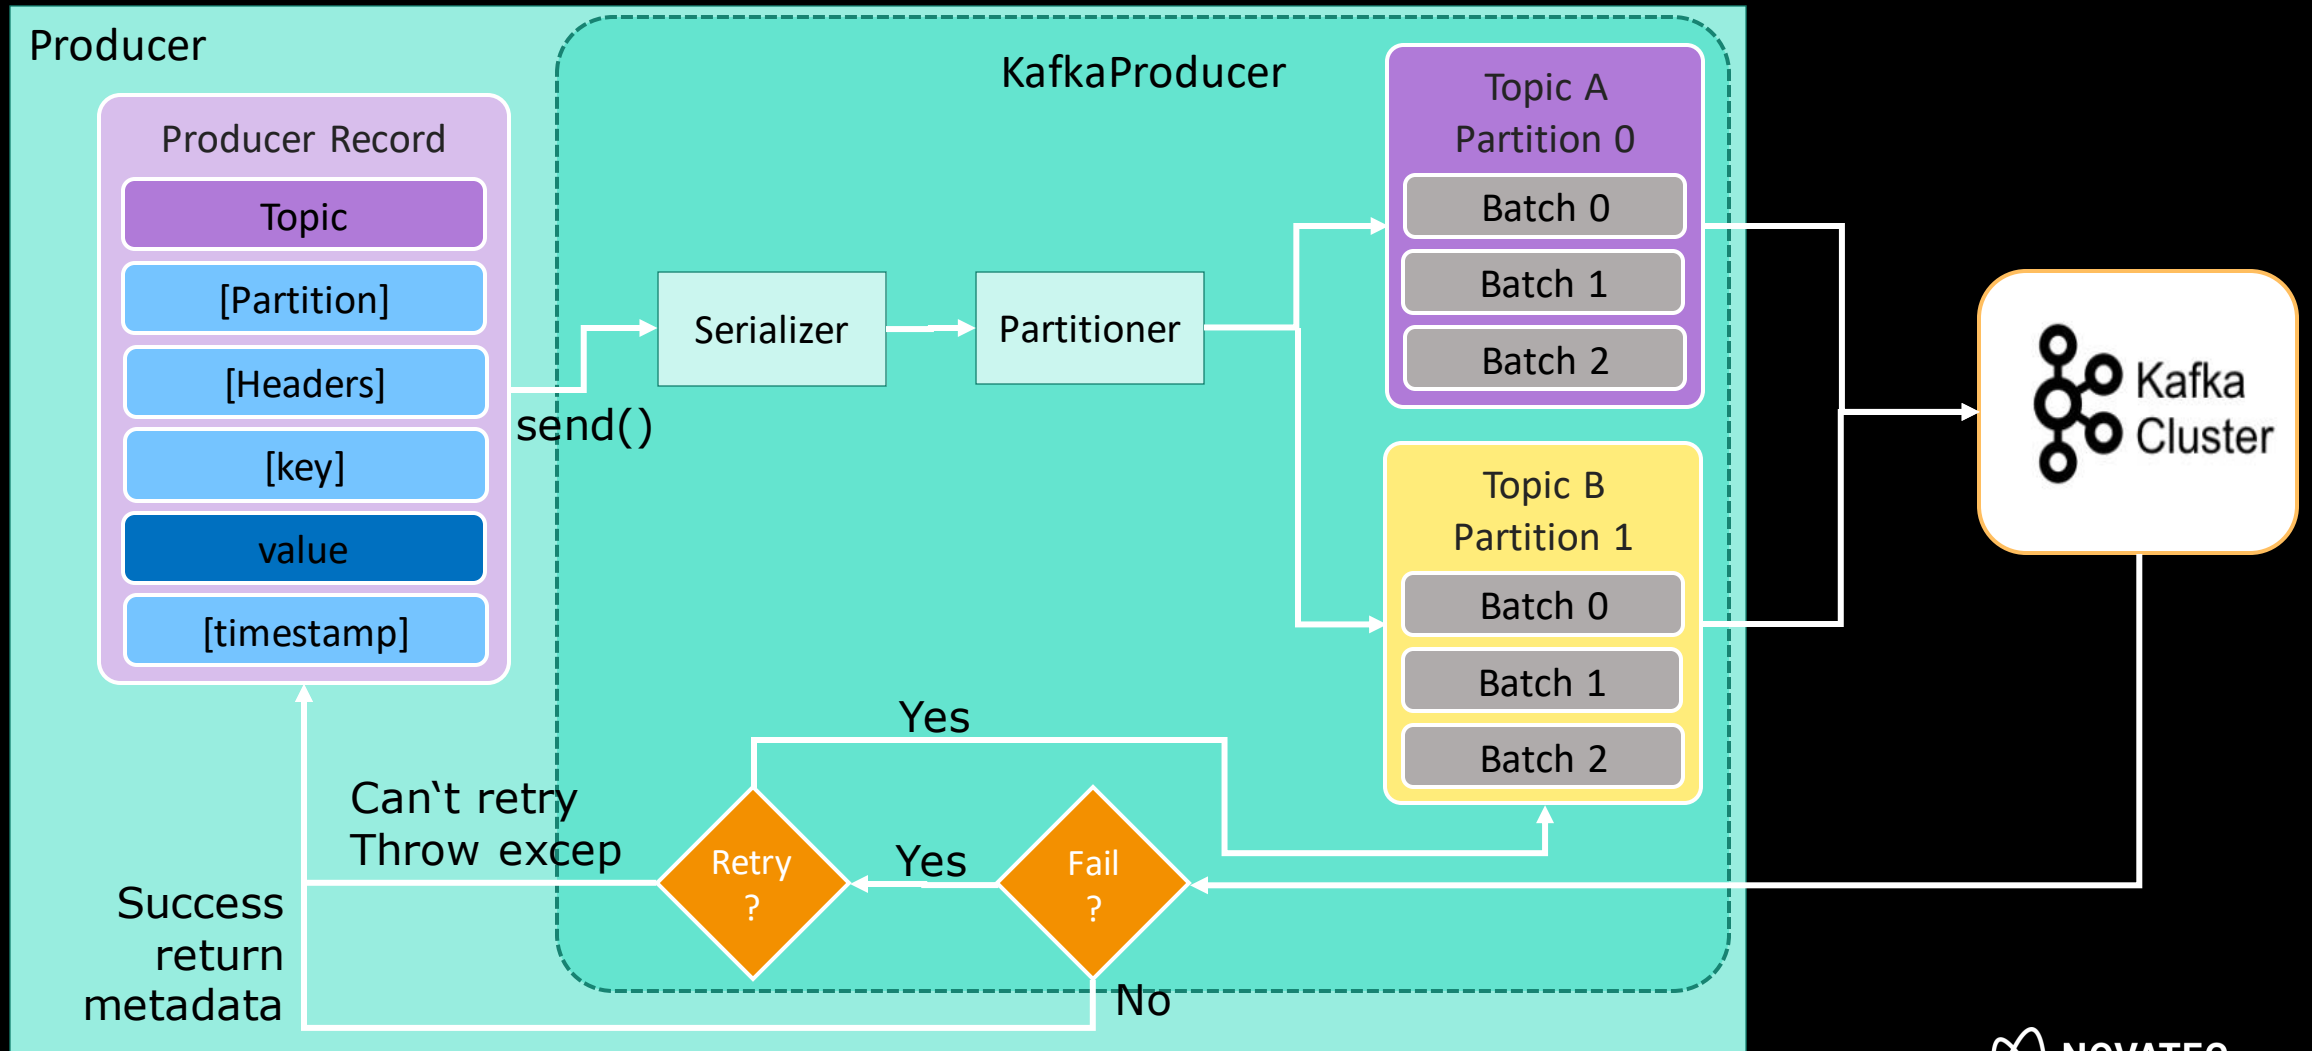 Producer
KafkaProducer
Producer Record
Topic
[Partition]
[Headers]
[key]
value
[timestamp]
send()
Serializer
Partitioner
Topic A
Partition 0
Batch 0
Batch 1
Batch 2
Topic B
Partition 1
Batch 0
Batch 1
Batch 2
Kafka
Cluster
Yes
Can‘t retry
Throw excep
Retry
?
Yes
Fail
?
Success
return
metadata
No
NOVATEC